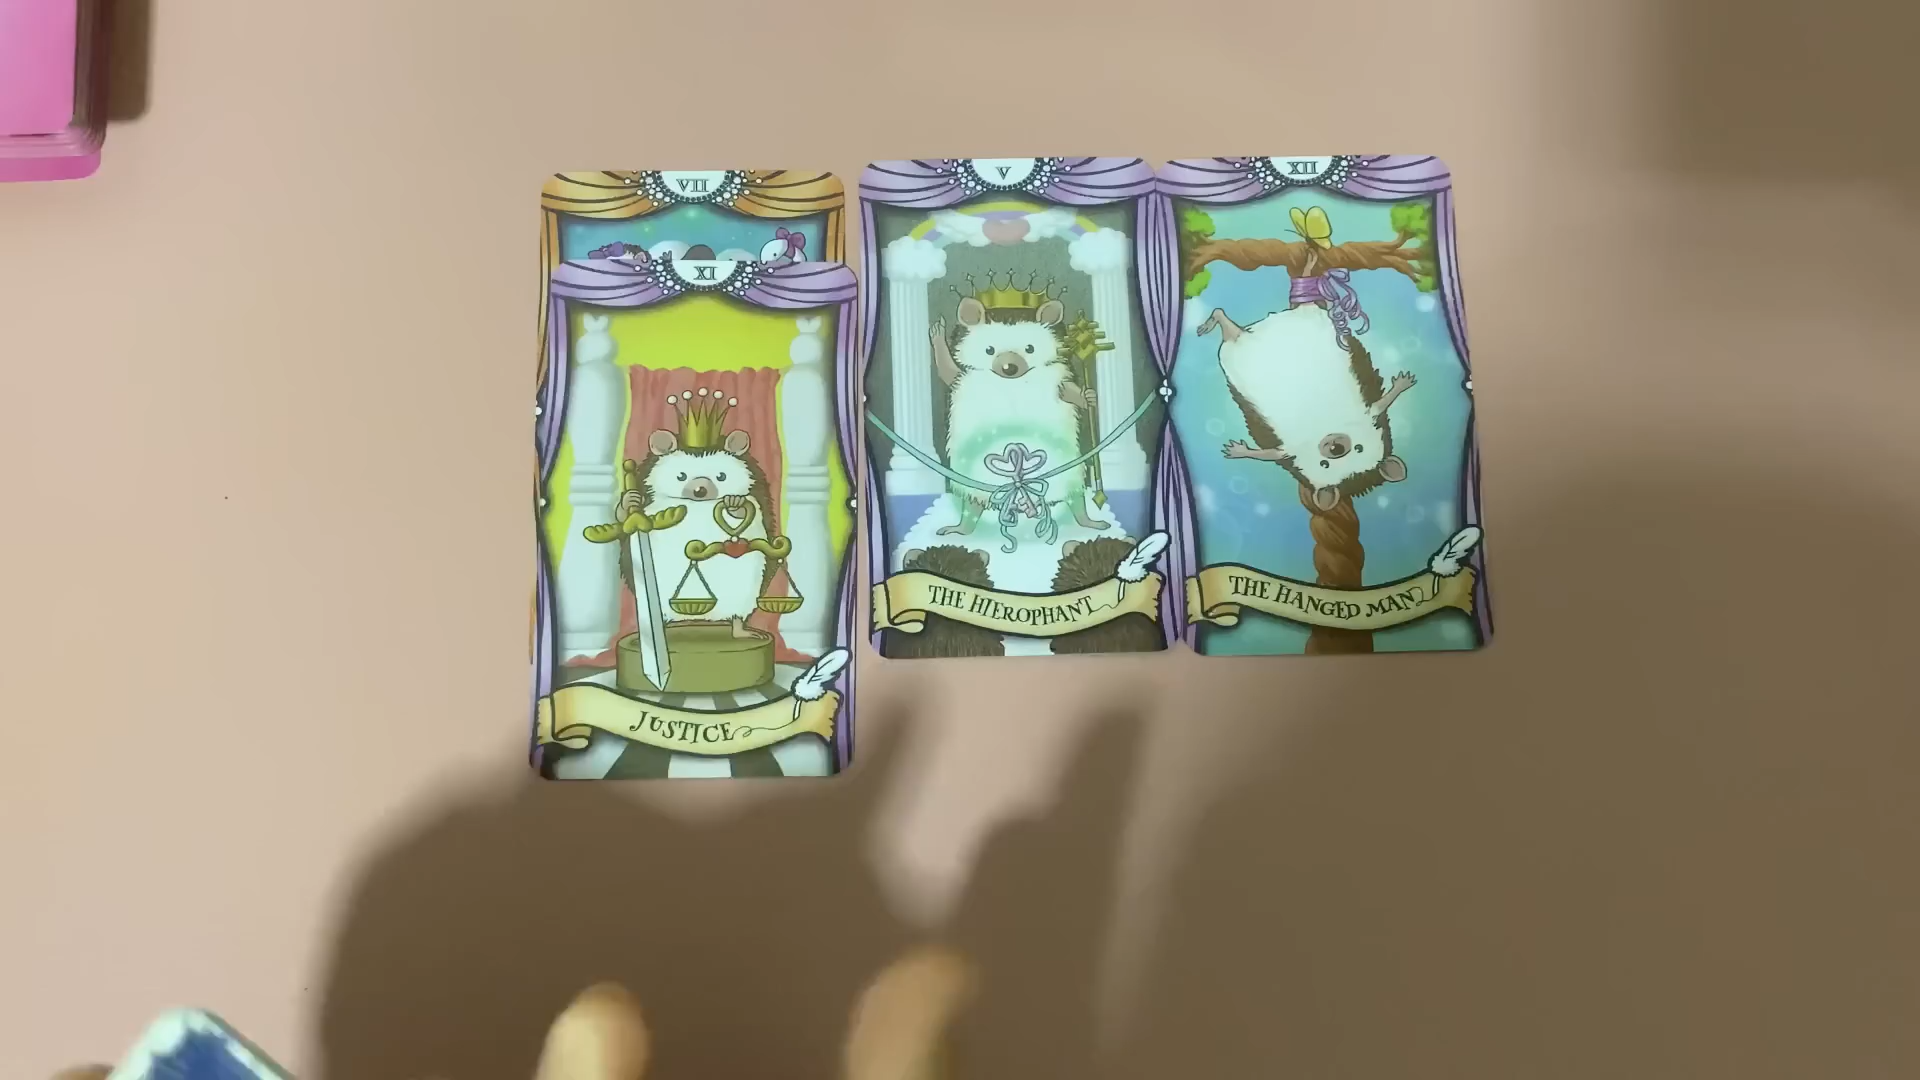 VII
XI
JUSTICE
V
THE HIEROPHANT
XII
THE HANGED MAN